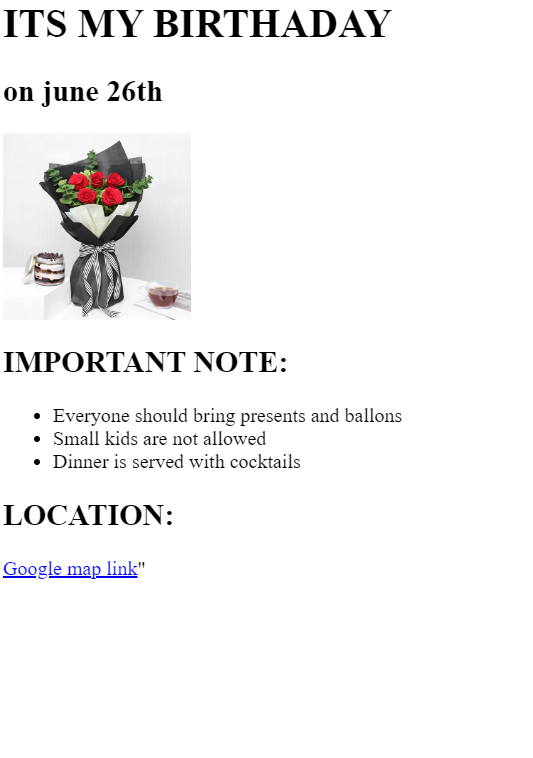 ITS MY BIRTHADAY
on june 26th
IMPORTANT NOTE:
Everyone should bring presents and ballons
Small kids are not allowed
Dinner is served with cocktails
LOCATION:
Google map link"